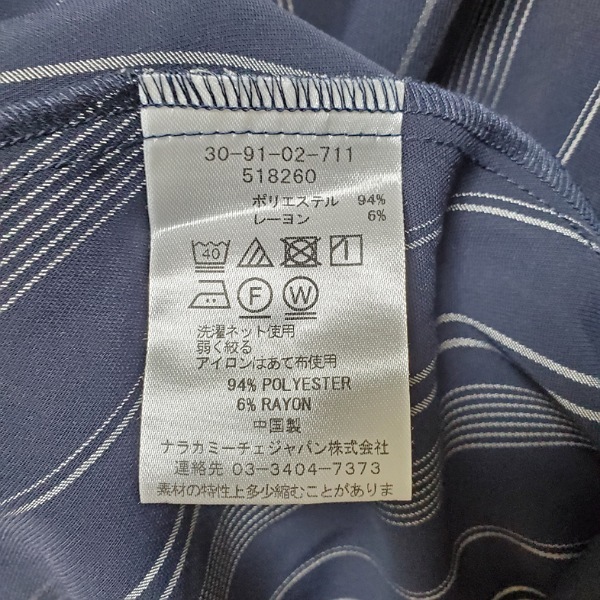 30-91-02-711
518260
ポリエステル 94%
レーヨン 6%
40
F W
洗濯ネット使用
弱く絞る
アイロンはあて布使用
94% POLYESTER
6% RAYON
中国製
ナラカミーチェジャパン株式会社
連絡先 03-3404-7373
素材の特性上多少縮むことがありま